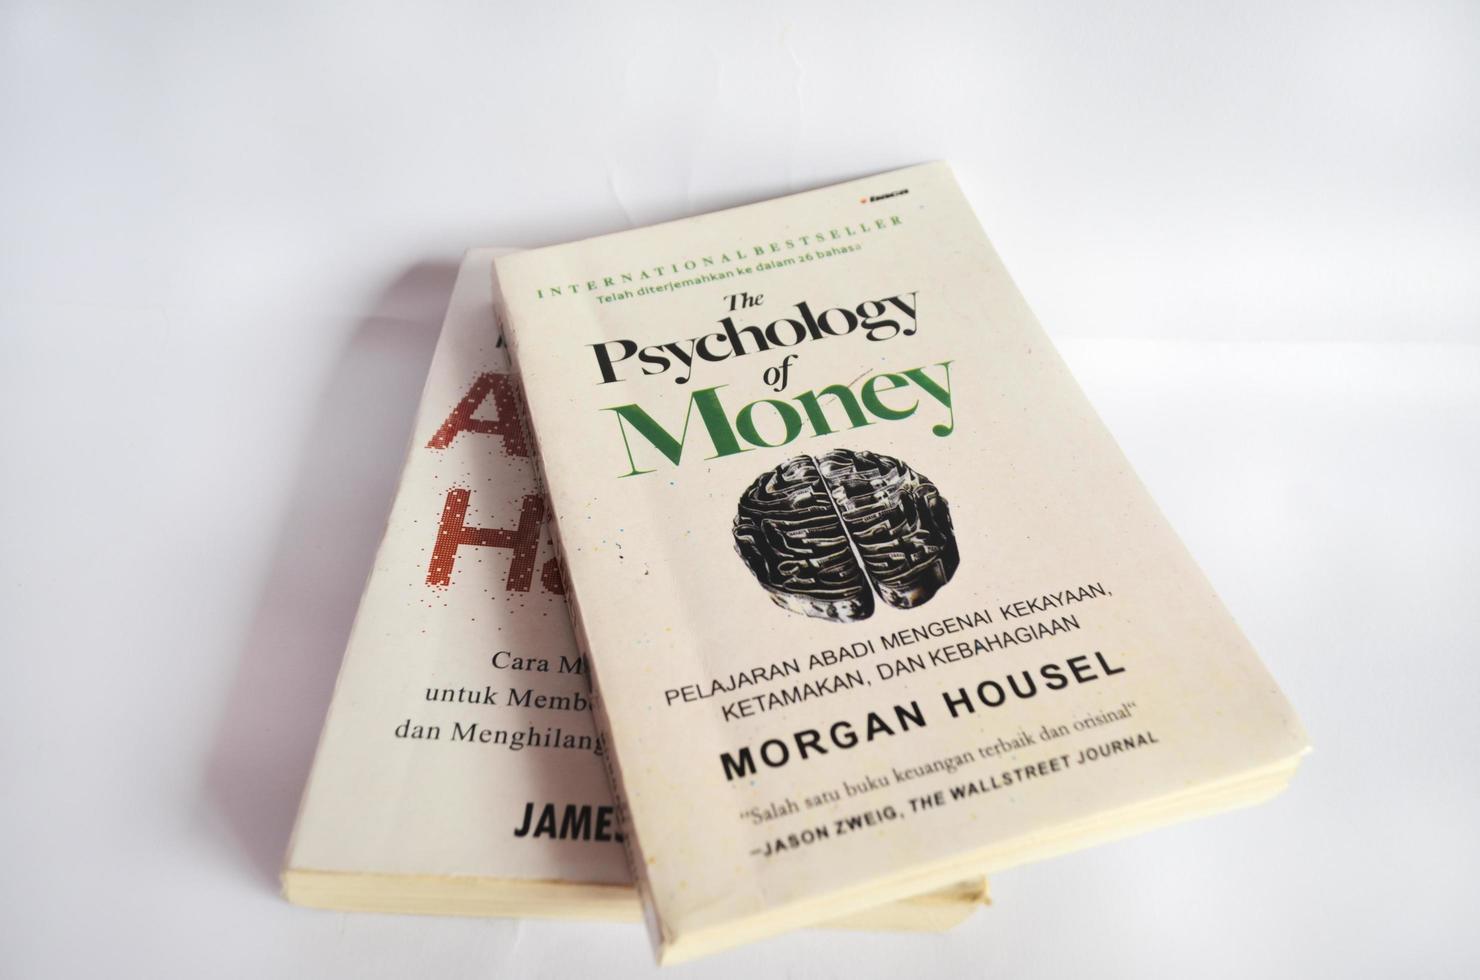 baca
INTERNATIONAL BESTSELLER
Telah diterjemahkan ke dalam 26 bahasa
The
Psychology
of
Money
PELAJARAN ABADI MENGENAI KEKAYAAN,
KETAMAKAN, DAN KEBAHAGIAAN
MORGAN HOUSEL
"Salah satu buku keuangan terbaik dan orisinal"
–JASON ZWEIG, THE WALLSTREET JOURNAL
A
Ha
Cara M
untuk Memb
dan Menghilang
JAMES